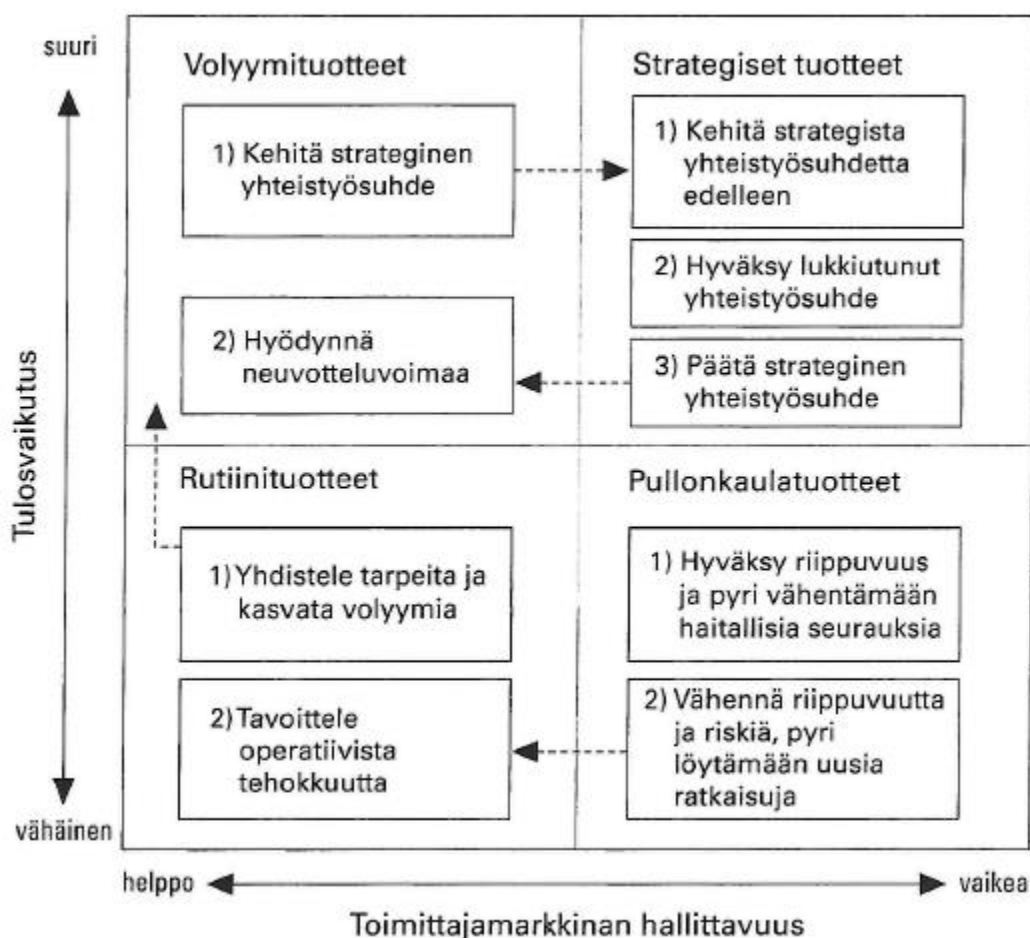 suuri
Volyymituotteet
1) Kehitä strateginen
yhteistyösuhde
2) Hyödynnä
neuvotteluvoimaa
Strategiset tuotteet
1) Kehitä strategista
yhteistyösuhdetta
edelleen
2) Hyväksy lukkiutunut
yhteistyösuhde
3) Päätä strateginen
yhteistyösuhde
Tulosvaikutus
Rutiinituotteet
1) Yhdistele tarpeita ja
kasvata volyymia
2) Tavoittele
operatiivista
tehokkuutta
Pullonkaulatuotteet
1) Hyväksy riippuvuus
ja pyri vähentämään
haitallisia seurauksia
2) Vähennä riippuvuutta
ja riskiä, pyri
löytämään uusia
ratkaisuja
vähäinen
helppo
vaikea
Toimittajamarkkinan hallittavuus